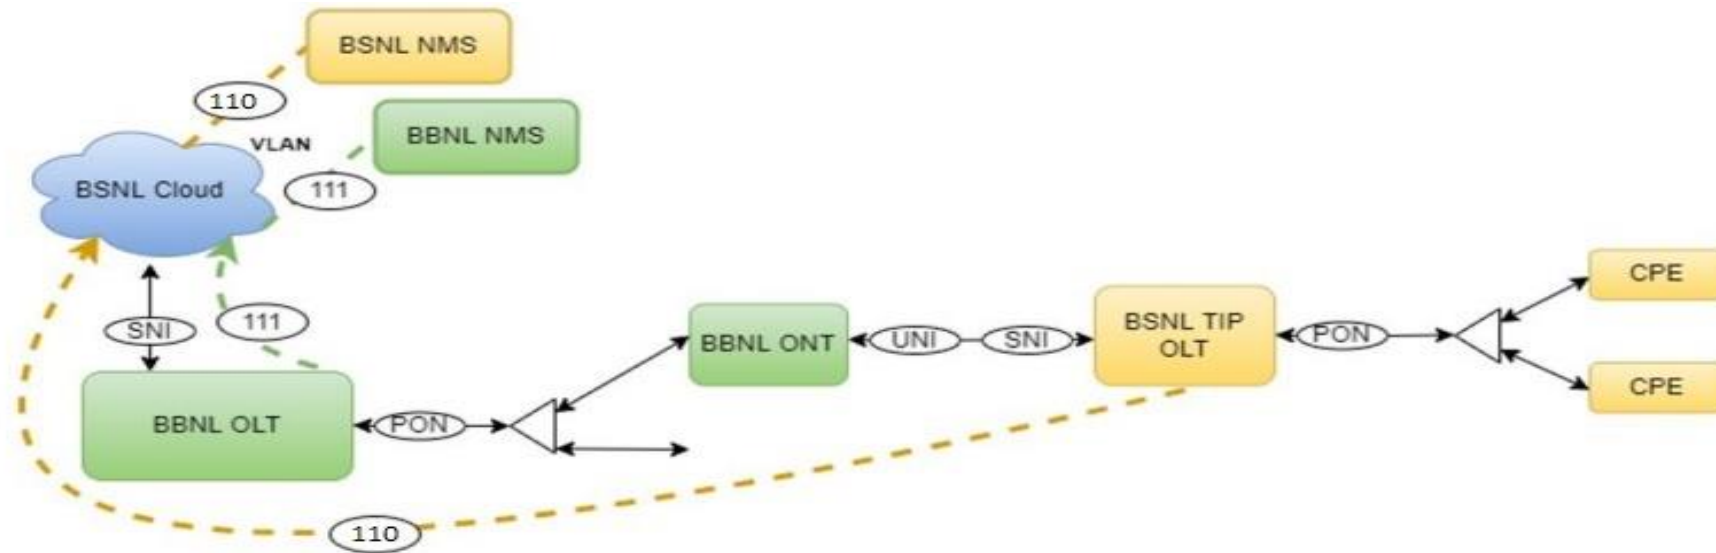 BSNL NMS
110
BBNL NMS
VLAN
BSNL Cloud
111
CPE
SNI
111
BBNL ONT
UNI
SNI
BSNL TIP
OLT
PON
CPE
BBNL OLT
PON
110